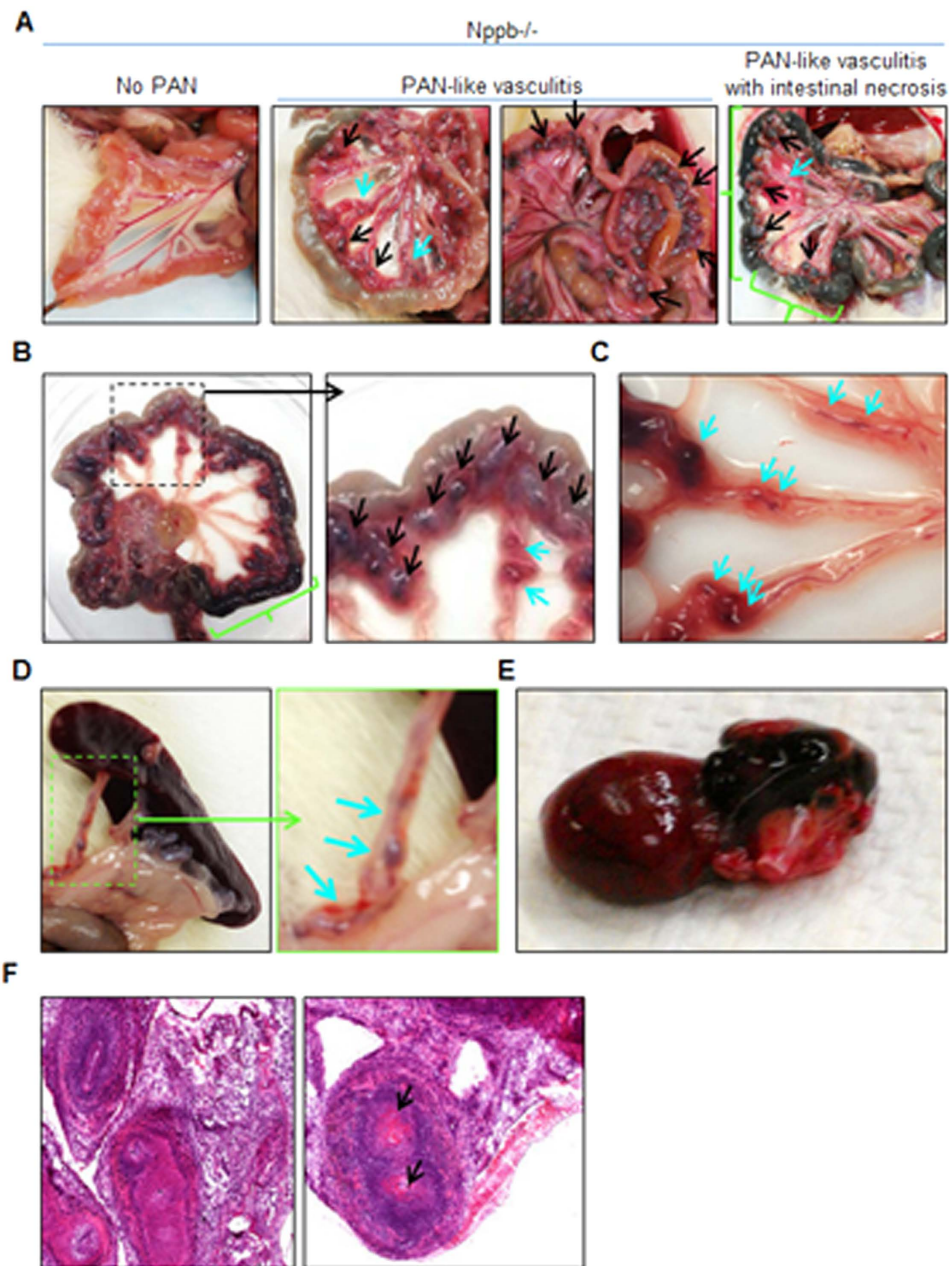 A
Nppb-/-
No PAN
PAN-like vasculitis
PAN-like vasculitis
with intestinal necrosis
B
C
D
E
F